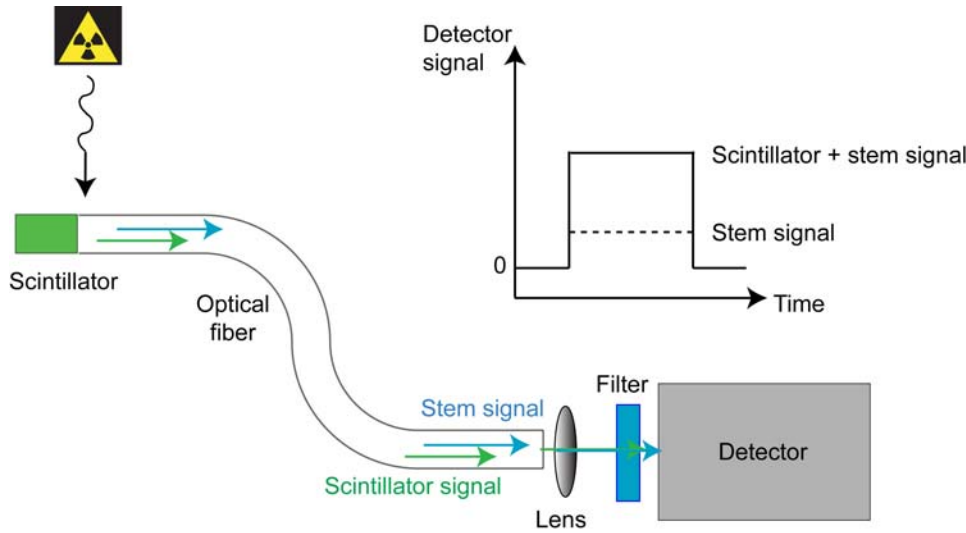 Detector
signal
Scintillator + stem signal
Stem signal
0
Time
Scintillator
Optical
fiber
Stem signal
Scintillator signal
Lens
Filter
Detector